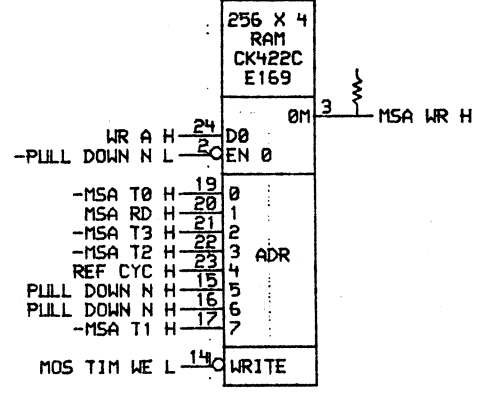 256 X 4
RAM
CK422C
E169
0M 3 MSA WR H
WR A H 24 D0
-PULL DOWN N L 2 EN 0
-MSA T0 H 19 0
MSA RD H 20 1
-MSA T3 H 21 2
-MSA T2 H 22 3 ADR
REF CYC H 23 4
PULL DOWN N H 15 5
PULL DOWN N H 16 6
-MSA T1 H 17 7
MOS TIM WE L 14 WRITE